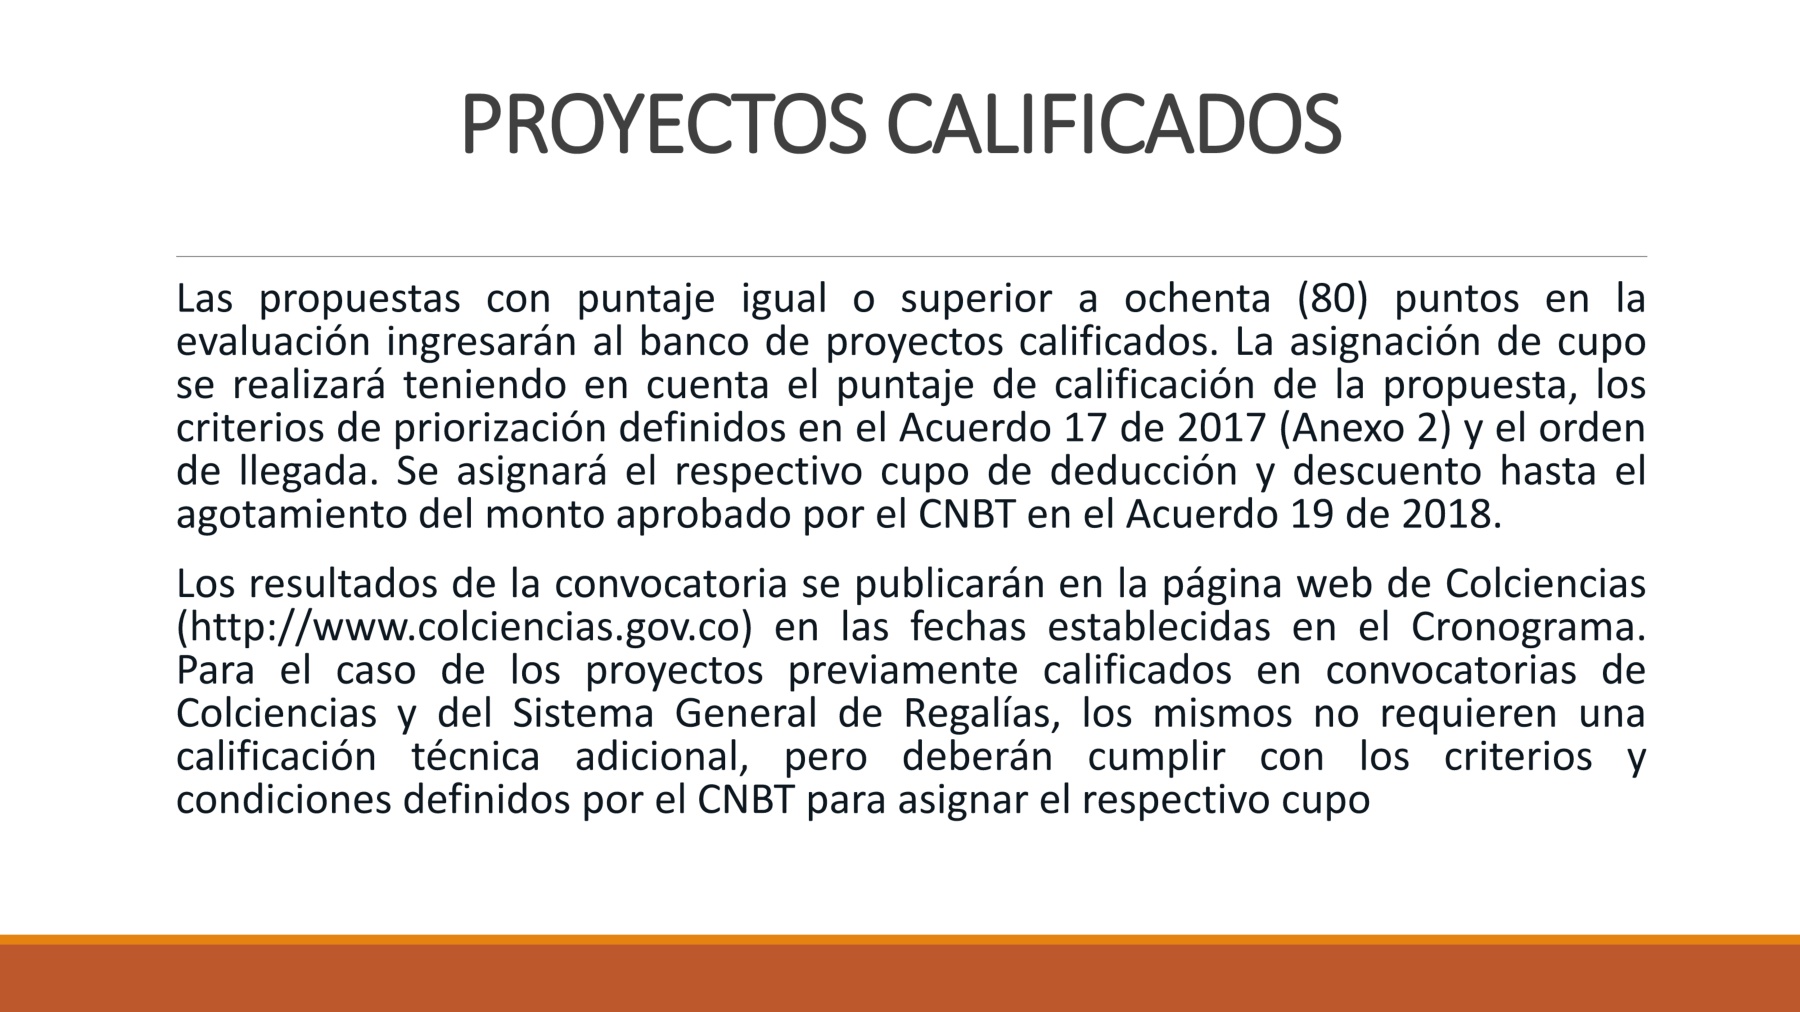 PROYECTOS CALIFICADOS
Las propuestas con puntaje igual o superior a ochenta (80) puntos en la
evaluación ingresarán al banco de proyectos calificados. La asignación de cupo
se realizará teniendo en cuenta el puntaje de calificación de la propuesta, los
criterios de priorización definidos en el Acuerdo 17 de 2017 (Anexo 2) y el orden
de llegada. Se asignará el respectivo cupo de deducción y descuento hasta el
agotamiento del monto aprobado por el CNBT en el Acuerdo 19 de 2018.
Los resultados de la convocatoria se publicarán en la página web de Colciencias
(http://www.colciencias.gov.co) en las fechas establecidas en el Cronograma.
Para el caso de los proyectos previamente calificados en convocatorias de
Colciencias y del Sistema General de Regalías, los mismos no requieren una
calificación técnica adicional, pero deberán cumplir con los criterios y
condiciones definidos por el CNBT para asignar el respectivo cupo